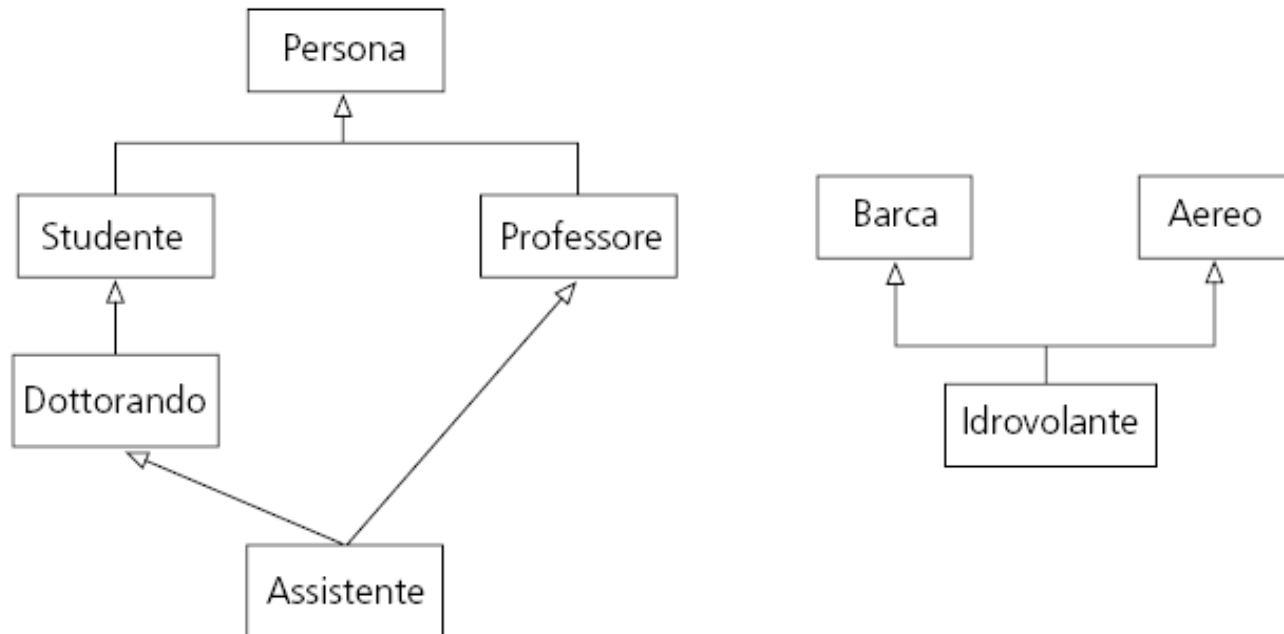 Persona
Studente
Professore
Dottorando
Assistente
Barca
Aereo
Idrovolante